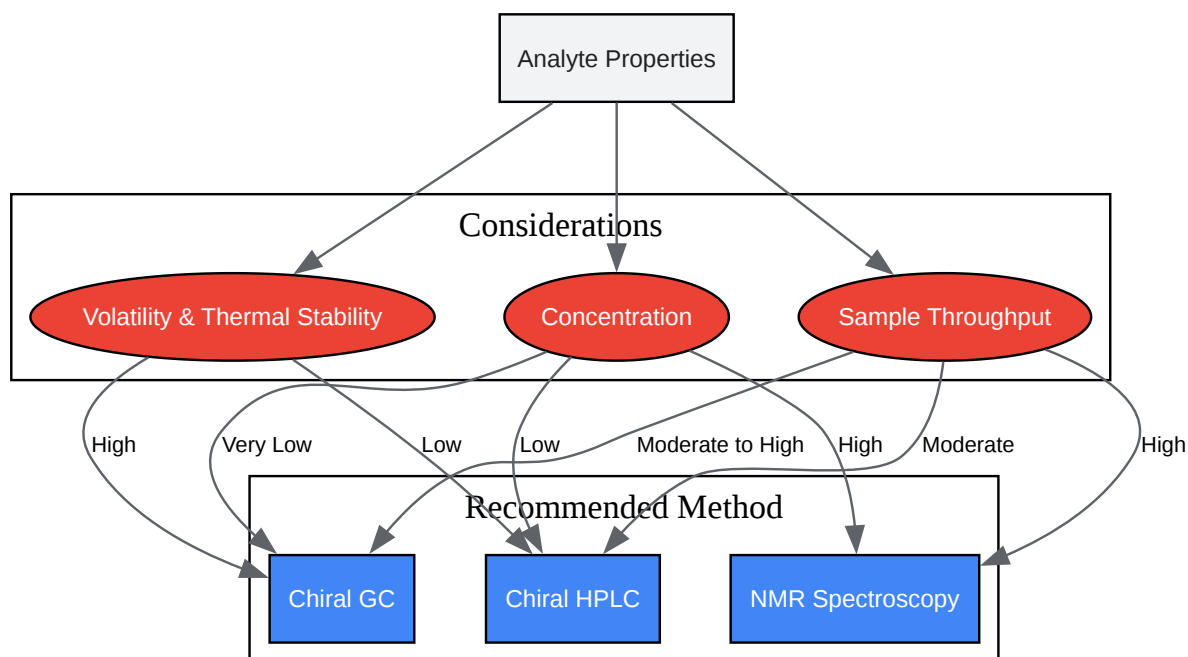 Analyte Properties
Considerations
Volatility & Thermal Stability
Concentration
Sample Throughput
High
Very Low
Low
Low
Moderate to High
High
Moderate
High
Recommended Method
Chiral GC
Chiral HPLC
NMR Spectroscopy